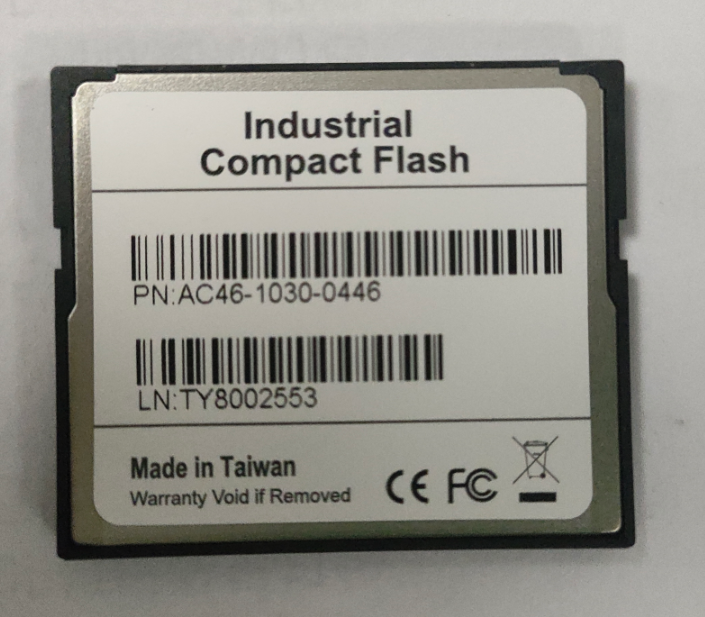 Industrial
Compact Flash
PN:AC46-1030-0446
LN:TY8002553
Made in Taiwan
Warranty Void if Removed
CE FC